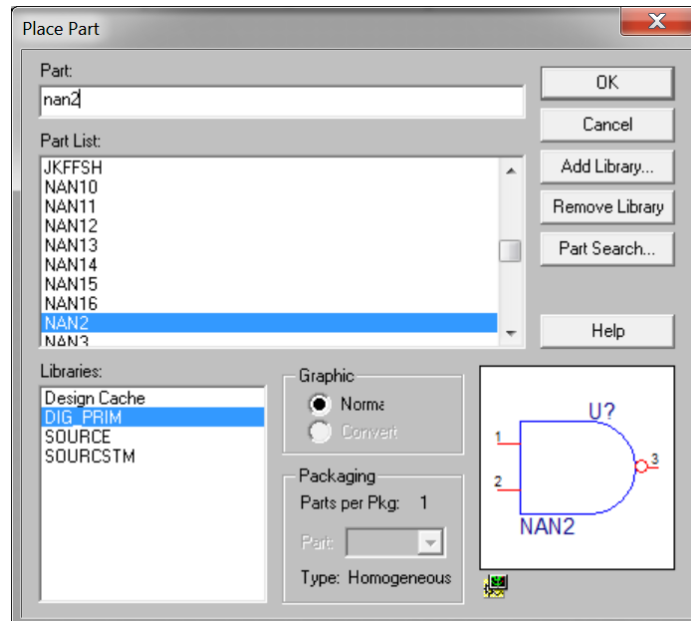 Place Part
X
Part:
nan2
Part List:
JKFFSH
NAN10
NAN11
NAN12
NAN13
NAN14
NAN15
NAN16
NAN2
NAN3
OK
Cancel
Add Library...
Remove Library
Part Search...
Help
Libraries:
Design Cache
DIG_PRIM
SOURCE
SOURCSTM
Graphic
Norma
Convert
Packaging
Parts per Pkg: 1
Part:
Type: Homogeneous
U?
1
2
3
NAN2